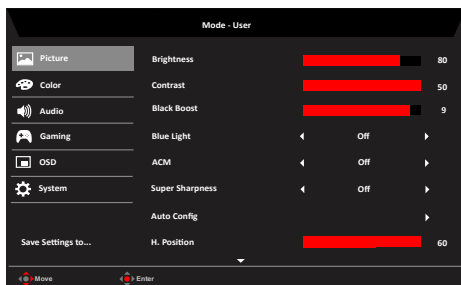 Mode - User
Picture
Brightness 80
Color
Contrast 50
Audio
Black Boost 9
Gaming
Blue Light Off
OSD
ACM Off
System
Super Sharpness Off
Auto Config
Save Settings to...
H. Position 60
Move Enter